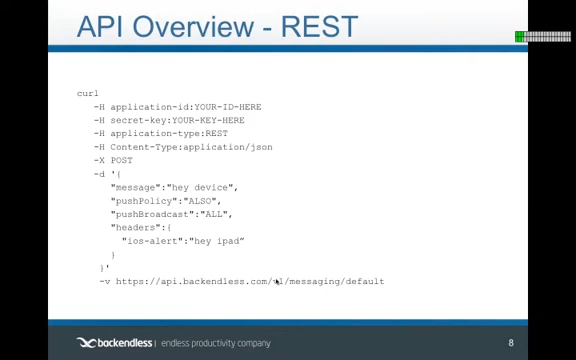 API Overview - REST
curl
-H application-id:YOUR-ID-HERE
-H secret-key:YOUR-KEY-HERE
-H application-type:REST
-H Content-Type:application/json
-X POST
-d '{
"message":"hey device",
"pushPolicy":"ALSO",
"pushBroadcast":"ALL",
"headers":{
"ios-alert":"hey ipad”
}
}'
-v https://api.backendless.com/v1/messaging/default
backendless | endless productivity company
8